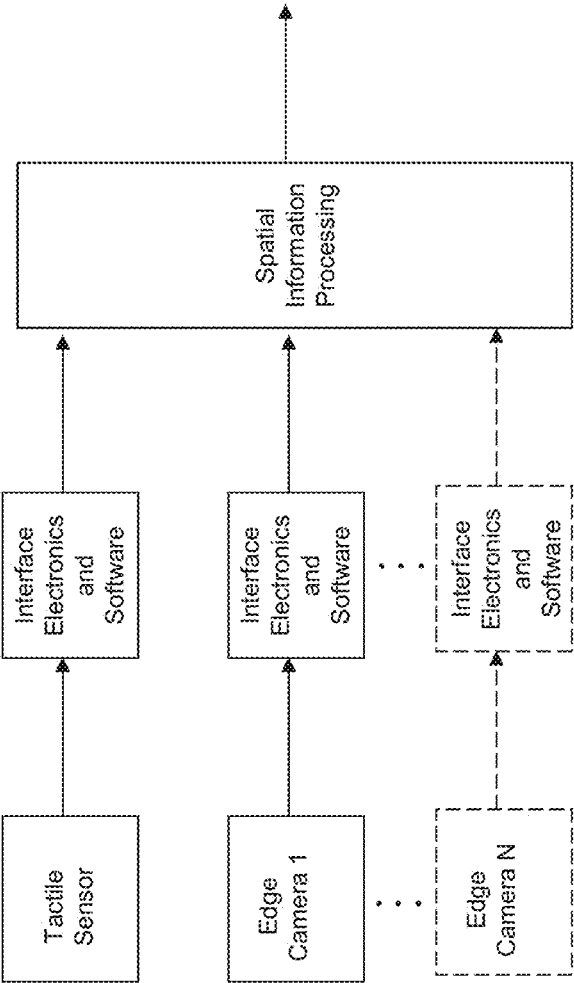 Tactile
Sensor
Interface
Electronics
and
Software
Edge
Camera 1
Interface
Electronics
and
Software
Spatial
Information
Processing
. . .
. . .
Edge
Camera N
Interface
Electronics
and
Software